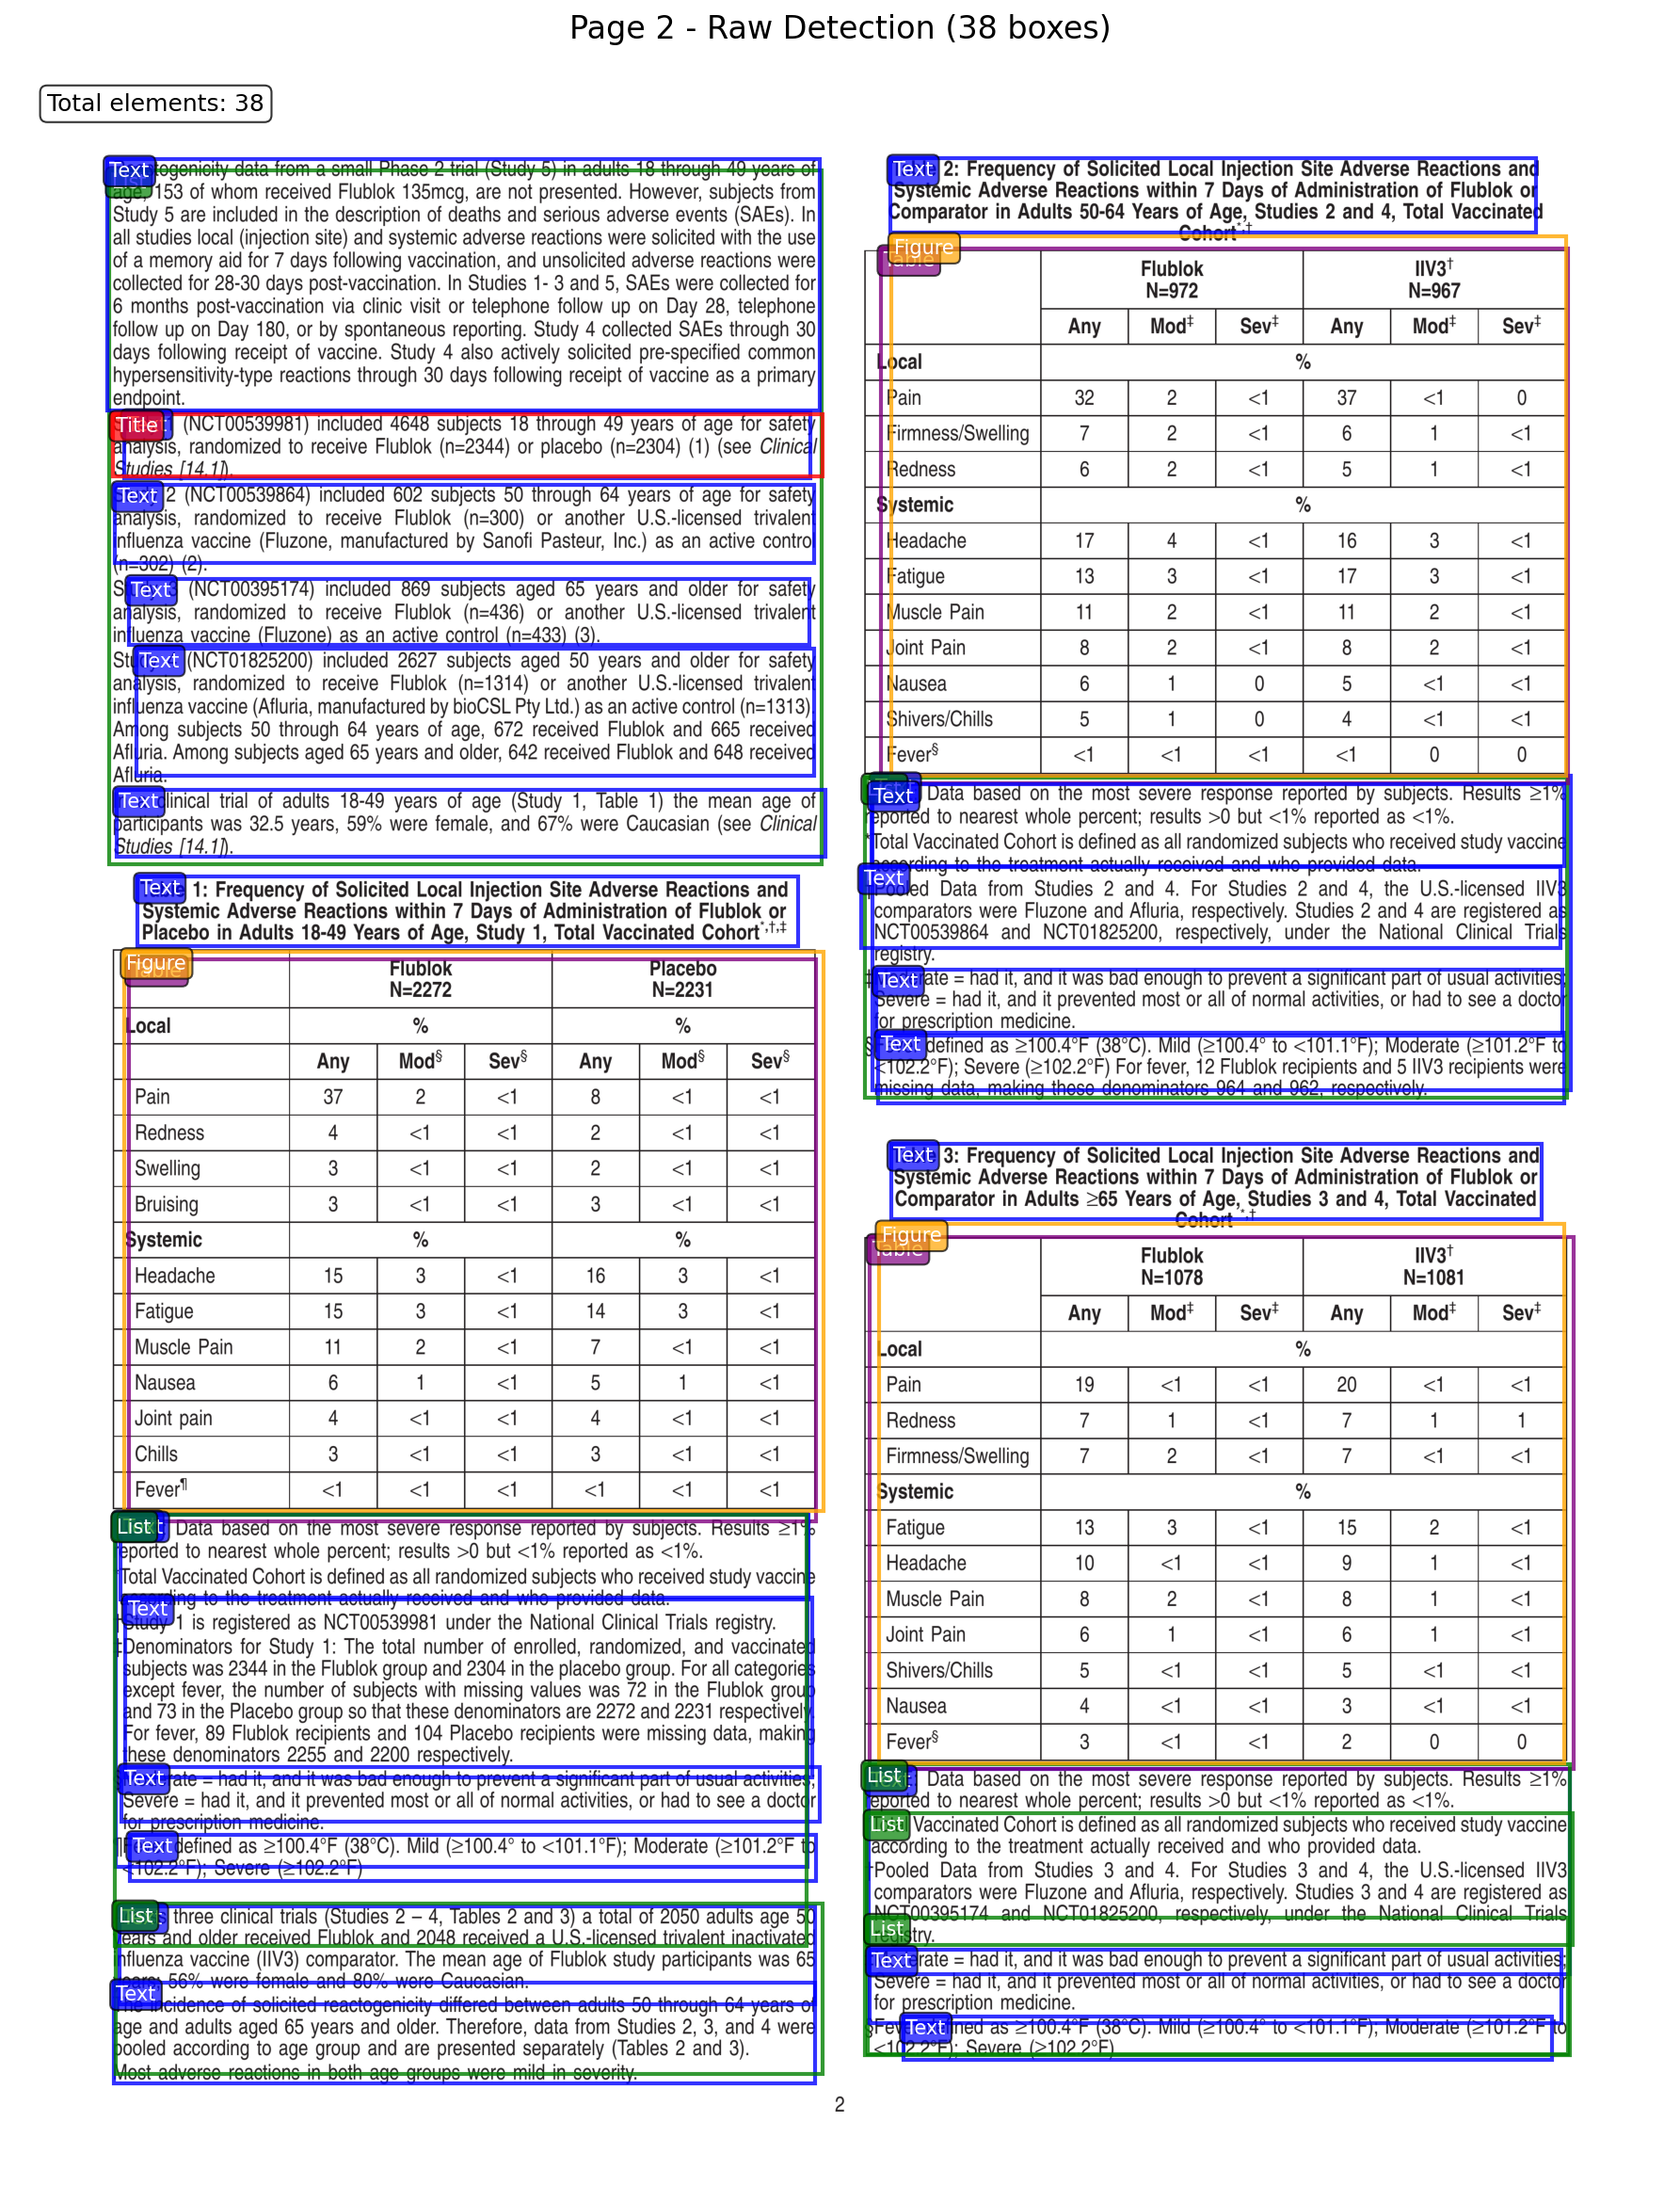 Page 2 - Raw Detection (38 boxes)
Total elements: 38
Text togenicity data from a small Phase 2 trial (Study 5) in adults 18 through 49 years of
age, 153 of whom received Flublok 135mcg, are not presented. However, subjects from
Study 5 are included in the description of deaths and serious adverse events (SAEs). In
all studies local (injection site) and systemic adverse reactions were solicited with the use
of a memory aid for 7 days following vaccination, and unsolicited adverse reactions were
collected for 28-30 days post-vaccination. In Studies 1- 3 and 5, SAEs were collected for
6 months post-vaccination via clinic visit or telephone follow up on Day 28, telephone
follow up on Day 180, or by spontaneous reporting. Study 4 collected SAEs through 30
days following receipt of vaccine. Study 4 also actively solicited pre-specified common
hypersensitivity-type reactions through 30 days following receipt of vaccine as a primary
endpoint.
Title (NCT00539981) included 4648 subjects 18 through 49 years of age for safety
analysis, randomized to receive Flublok (n=2344) or placebo (n=2304) (1) (see Clinical
Studies [14.1]).
Text 2 (NCT00539864) included 602 subjects 50 through 64 years of age for safety
analysis, randomized to receive Flublok (n=300) or another U.S.-licensed trivalent
influenza vaccine (Fluzone, manufactured by Sanofi Pasteur, Inc.) as an active control
(n=302) (2).
Text (NCT00395174) included 869 subjects aged 65 years and older for safety
analysis, randomized to receive Flublok (n=436) or another U.S.-licensed trivalent
influenza vaccine (Fluzone) as an active control (n=433) (3).
Text (NCT01825200) included 2627 subjects aged 50 years and older for safety
analysis, randomized to receive Flublok (n=1314) or another U.S.-licensed trivalent
influenza vaccine (Afluria, manufactured by bioCSL Pty Ltd.) as an active control (n=1313).
Among subjects 50 through 64 years of age, 672 received Flublok and 665 received
Afluria. Among subjects aged 65 years and older, 642 received Flublok and 648 received
Afluria.
Text clinical trial of adults 18-49 years of age (Study 1, Table 1) the mean age of
participants was 32.5 years, 59% were female, and 67% were Caucasian (see Clinical
Studies [14.1]).
Text 1: Frequency of Solicited Local Injection Site Adverse Reactions and
Systemic Adverse Reactions within 7 Days of Administration of Flublok or
Placebo in Adults 18-49 Years of Age, Study 1, Total Vaccinated Cohort*,†,‡
Figure Flublok Placebo
N=2272 N=2231
Local % %
Any Mod§ Sev§ Any Mod§ Sev§
Pain 37 2 <1 8 <1 <1
Redness 4 <1 <1 2 <1 <1
Swelling 3 <1 <1 2 <1 <1
Bruising 3 <1 <1 3 <1 <1
Systemic % %
Headache 15 3 <1 16 3 <1
Fatigue 15 3 <1 14 3 <1
Muscle Pain 11 2 <1 7 <1 <1
Nausea 6 1 <1 5 1 <1
Joint pain 4 <1 <1 4 <1 <1
Chills 3 <1 <1 3 <1 <1
Fever¶ <1 <1 <1 <1 <1 <1
List Data based on the most severe response reported by subjects. Results ≥1%
reported to nearest whole percent; results >0 but <1% reported as <1%.
*Total Vaccinated Cohort is defined as all randomized subjects who received study vaccine
according to the treatment actually received and who provided data.
Text
†Study 1 is registered as NCT00539981 under the National Clinical Trials registry.
‡Denominators for Study 1: The total number of enrolled, randomized, and vaccinated
subjects was 2344 in the Flublok group and 2304 in the placebo group. For all categories
except fever, the number of subjects with missing values was 72 in the Flublok group
and 73 in the Placebo group so that these denominators are 2272 and 2231 respectively.
For fever, 89 Flublok recipients and 104 Placebo recipients were missing data, making
these denominators 2255 and 2200 respectively.
Text rate = had it, and it was bad enough to prevent a significant part of usual activities;
Severe = had it, and it prevented most or all of normal activities, or had to see a doctor
for prescription medicine.
Text defined as ≥100.4°F (38°C). Mild (≥100.4° to <101.1°F); Moderate (≥101.2°F to
<102.2°F); Severe (≥102.2°F)
List three clinical trials (Studies 2 – 4, Tables 2 and 3) a total of 2050 adults age 50
years and older received Flublok and 2048 received a U.S.-licensed trivalent inactivated
influenza vaccine (IIV3) comparator. The mean age of Flublok study participants was 65
years; 56% were female and 80% were Caucasian.
Text
The incidence of solicited reactogenicity differed between adults 50 through 64 years of
age and adults aged 65 years and older. Therefore, data from Studies 2, 3, and 4 were
pooled according to age group and are presented separately (Tables 2 and 3).
Most adverse reactions in both age groups were mild in severity.
Text 2: Frequency of Solicited Local Injection Site Adverse Reactions and
Systemic Adverse Reactions within 7 Days of Administration of Flublok or
Comparator in Adults 50-64 Years of Age, Studies 2 and 4, Total Vaccinated
Cohort*,†
Figure
Table Flublok IIV3†
N=972 N=967
Any Mod‡ Sev‡ Any Mod‡ Sev‡
Local %
Pain 32 2 <1 37 <1 0
Firmness/Swelling 7 2 <1 6 1 <1
Redness 6 2 <1 5 1 <1
Systemic %
Headache 17 4 <1 16 3 <1
Fatigue 13 3 <1 17 3 <1
Muscle Pain 11 2 <1 11 2 <1
Joint Pain 8 2 <1 8 2 <1
Nausea 6 1 0 5 <1 <1
Shivers/Chills 5 1 0 4 <1 <1
Fever§ <1 <1 <1 <1 0 0
Text Data based on the most severe response reported by subjects. Results ≥1%
reported to nearest whole percent; results >0 but <1% reported as <1%.
*Total Vaccinated Cohort is defined as all randomized subjects who received study vaccine
according to the treatment actually received and who provided data.
Text
Pooled Data from Studies 2 and 4. For Studies 2 and 4, the U.S.-licensed IIV3
comparators were Fluzone and Afluria, respectively. Studies 2 and 4 are registered as
NCT00539864 and NCT01825200, respectively, under the National Clinical Trials
registry.
‡Text rate = had it, and it was bad enough to prevent a significant part of usual activities;
Severe = had it, and it prevented most or all of normal activities, or had to see a doctor
for prescription medicine.
§Text defined as ≥100.4°F (38°C). Mild (≥100.4° to <101.1°F); Moderate (≥101.2°F to
<102.2°F); Severe (≥102.2°F) For fever, 12 Flublok recipients and 5 IIV3 recipients were
missing data, making these denominators 964 and 962, respectively.
Text 3: Frequency of Solicited Local Injection Site Adverse Reactions and
Systemic Adverse Reactions within 7 Days of Administration of Flublok or
Comparator in Adults ≥65 Years of Age, Studies 3 and 4, Total Vaccinated
Cohort*,†
Figure
Table Flublok IIV3†
N=1078 N=1081
Any Mod‡ Sev‡ Any Mod‡ Sev‡
Local %
Pain 19 <1 <1 20 <1 <1
Redness 7 1 <1 7 1 1
Firmness/Swelling 7 2 <1 7 <1 <1
Systemic %
Fatigue 13 3 <1 15 2 <1
Headache 10 <1 <1 9 1 <1
Muscle Pain 8 2 <1 8 1 <1
Joint Pain 6 1 <1 6 1 <1
Shivers/Chills 5 <1 <1 5 <1 <1
Nausea 4 <1 <1 3 <1 <1
Fever§ 3 <1 <1 2 0 0
List Data based on the most severe response reported by subjects. Results ≥1%
reported to nearest whole percent; results >0 but <1% reported as <1%.
List Vaccinated Cohort is defined as all randomized subjects who received study vaccine
according to the treatment actually received and who provided data.
†Pooled Data from Studies 3 and 4. For Studies 3 and 4, the U.S.-licensed IIV3
comparators were Fluzone and Afluria, respectively. Studies 3 and 4 are registered as
NCT00395174 and NCT01825200, respectively, under the National Clinical Trials
List
registry.
Text erate = had it, and it was bad enough to prevent a significant part of usual activities;
Severe = had it, and it prevented most or all of normal activities, or had to see a doctor
for prescription medicine.
§Fever Text defined as ≥100.4°F (38°C). Mild (≥100.4° to <101.1°F); Moderate (≥101.2°F to
<102.2°F); Severe (≥102.2°F)
2